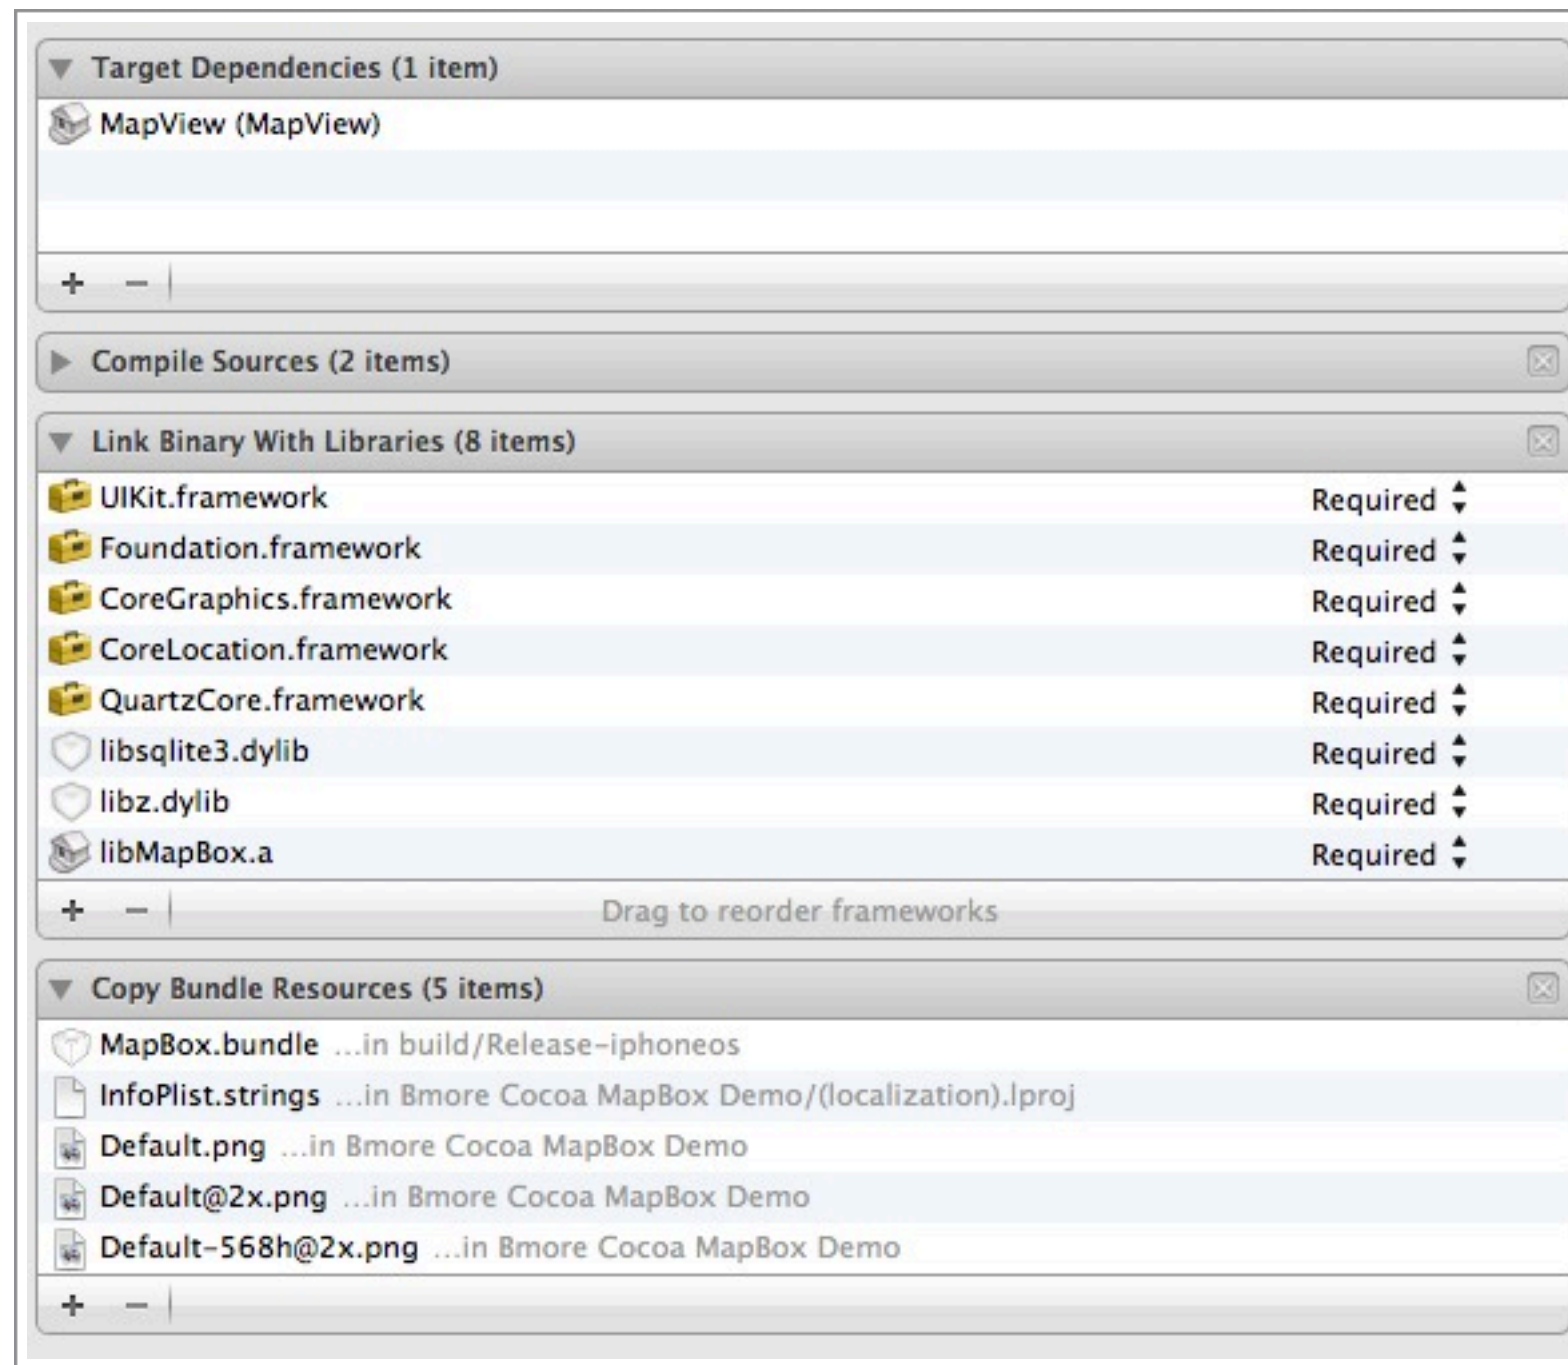 Target Dependencies (1 item)
MapView (MapView)
Compile Sources (2 items)
Link Binary With Libraries (8 items)
UIKit.framework Required
Foundation.framework Required
CoreGraphics.framework Required
CoreLocation.framework Required
QuartzCore.framework Required
libsqlite3.dylib Required
libz.dylib Required
libMapBox.a Required
Drag to reorder frameworks
Copy Bundle Resources (5 items)
MapBox.bundle ...in build/Release-iphoneos
InfoPlist.strings ...in Bmore Cocoa MapBox Demo/(localization).lproj
Default.png ...in Bmore Cocoa MapBox Demo
Default@2x.png ...in Bmore Cocoa MapBox Demo
Default-568h@2x.png ...in Bmore Cocoa MapBox Demo